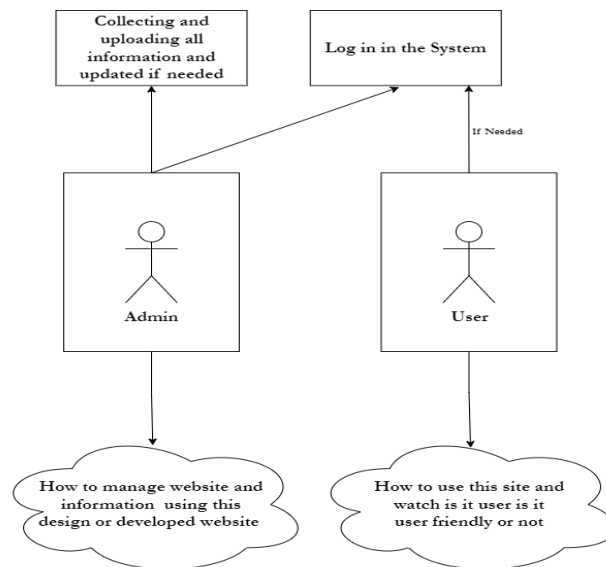 Collecting and
uploading all
information and
updated if needed
Log in in the System
If Needed
Admin
User
How to manage website and
information using this
design or developed website
How to use this site and
watch is it user is it
user friendly or not